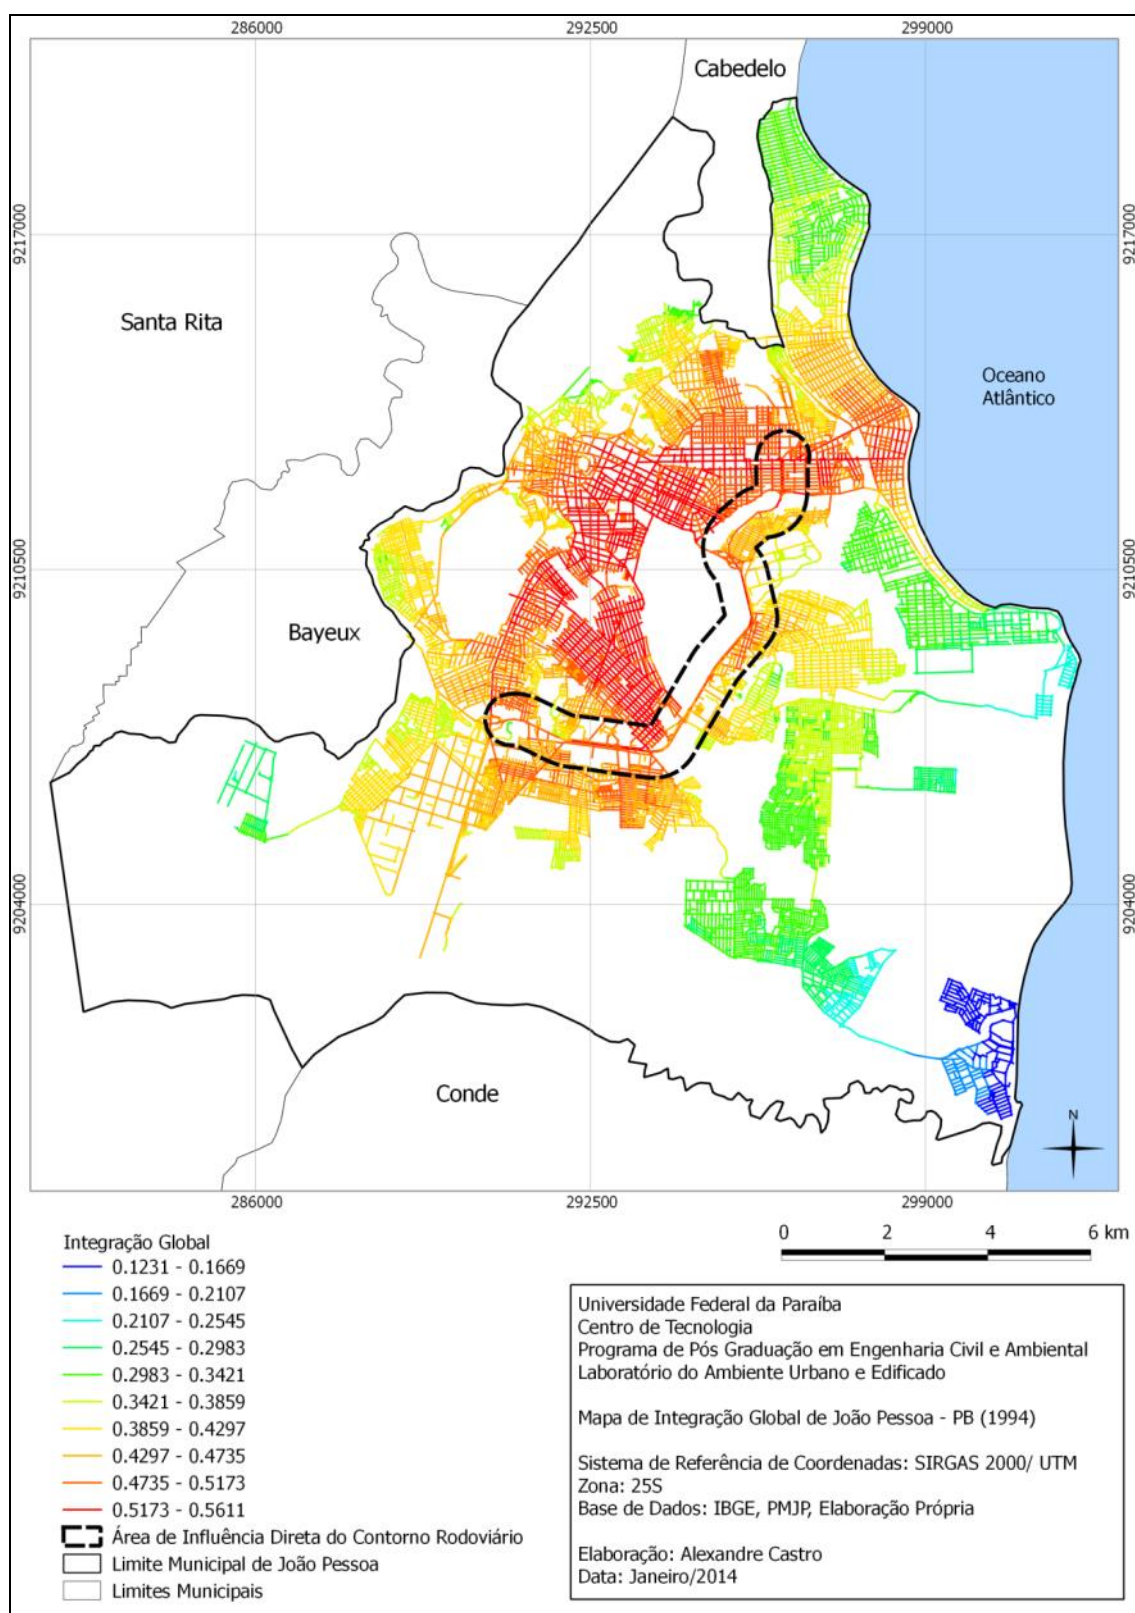 286000
292500
299000
Cabedelo
9217000
9217000
Santa Rita
Oceano
Atlântico
9210500
9210500
Bayeux
9204000
9204000
Conde
N
286000
292500
299000
Integração Global
0.1231 - 0.1669
0.1669 - 0.2107
0.2107 - 0.2545
0.2545 - 0.2983
0.2983 - 0.3421
0.3421 - 0.3859
0.3859 - 0.4297
0.4297 - 0.4735
0.4735 - 0.5173
0.5173 - 0.5611
Área de Influência Direta do Contorno Rodoviário
Limite Municipal de João Pessoa
Limites Municipais
0 2 4 6 km
Universidade Federal da Paraíba
Centro de Tecnologia
Programa de Pós Graduação em Engenharia Civil e Ambiental
Laboratório do Ambiente Urbano e Edificado
Mapa de Integração Global de João Pessoa - PB (1994)
Sistema de Referência de Coordenadas: SIRGAS 2000/ UTM
Zona: 25S
Base de Dados: IBGE, PMJP, Elaboração Própria
Elaboração: Alexandre Castro
Data: Janeiro/2014